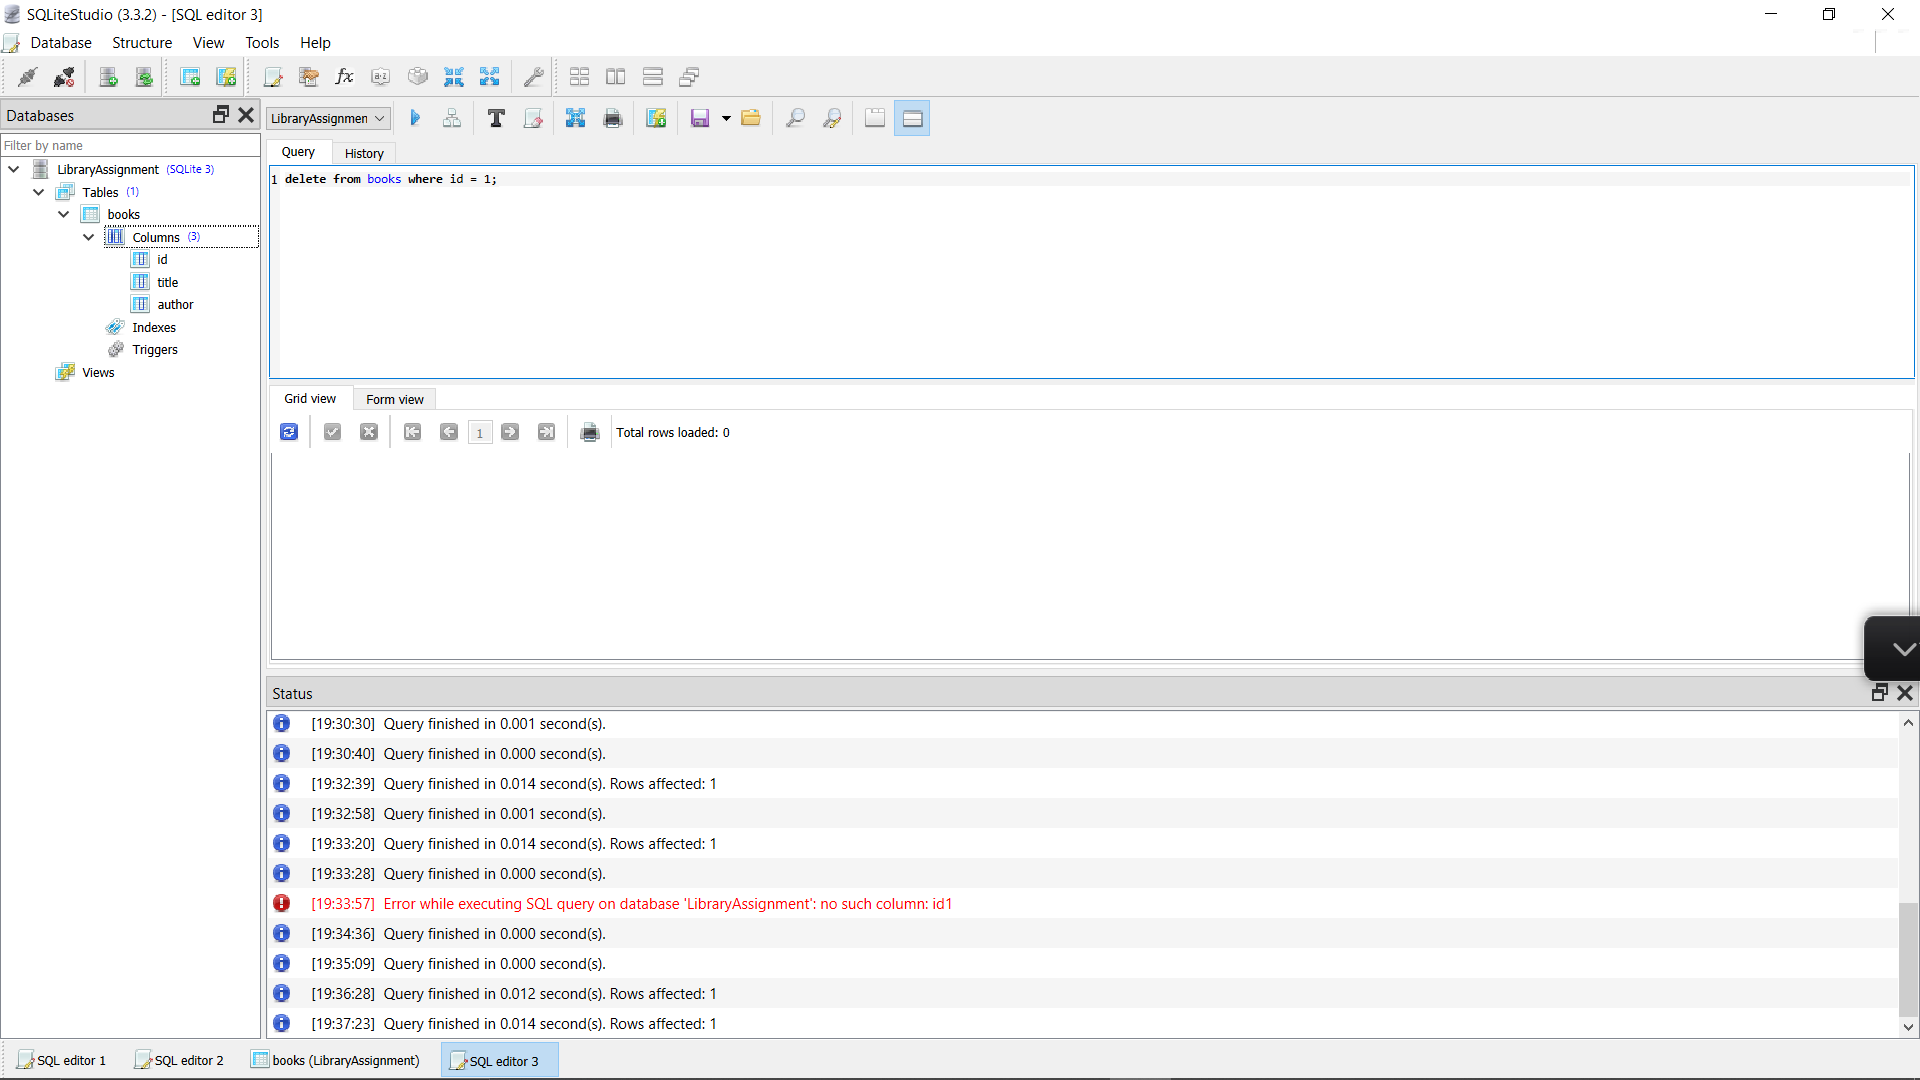 SQLiteStudio (3.3.2) - [SQL editor 3]
Database Structure View Tools Help
Databases
LibraryAssignmen
Filter by name
Query History
LibraryAssignment (SQLite 3)
Tables (1)
books
Columns (3)
id
title
author
Indexes
Triggers
Views
1 delete from books where id = 1;
Grid view Form view
1 Total rows loaded: 0
Status
[19:30:30] Query finished in 0.001 second(s).
[19:30:40] Query finished in 0.000 second(s).
[19:32:39] Query finished in 0.014 second(s). Rows affected: 1
[19:32:58] Query finished in 0.001 second(s).
[19:33:20] Query finished in 0.014 second(s). Rows affected: 1
[19:33:28] Query finished in 0.000 second(s).
[19:33:57] Error while executing SQL query on database 'LibraryAssignment': no such column: id1
[19:34:36] Query finished in 0.000 second(s).
[19:35:09] Query finished in 0.000 second(s).
[19:36:28] Query finished in 0.012 second(s). Rows affected: 1
[19:37:23] Query finished in 0.014 second(s). Rows affected: 1
SQL editor 1 SQL editor 2 books (LibraryAssignment) SQL editor 3